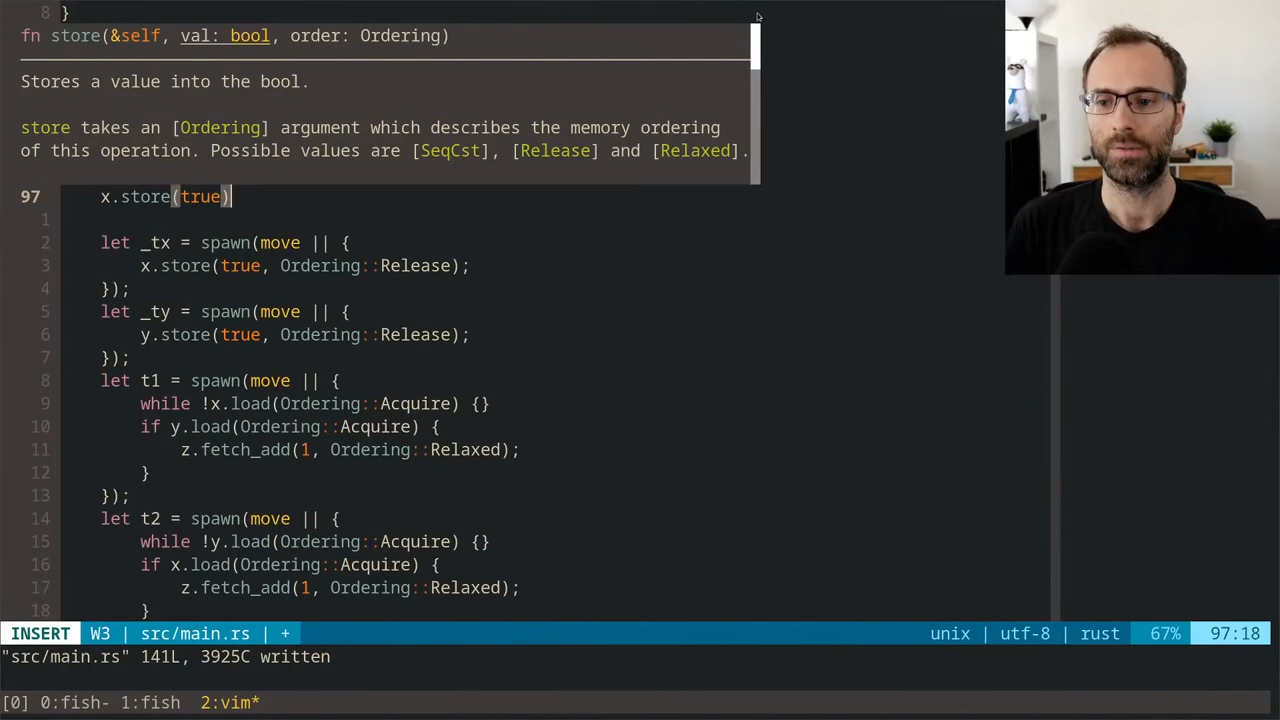 8 }
fn store(&self, val: bool, order: Ordering)
Stores a value into the bool.
store takes an [Ordering] argument which describes the memory ordering
of this operation. Possible values are [SeqCst], [Release] and [Relaxed].
97 x.store(true)
1
2 let _tx = spawn(move || {
3 x.store(true, Ordering::Release);
4 });
5 let _ty = spawn(move || {
6 y.store(true, Ordering::Release);
7 });
8 let t1 = spawn(move || {
9 while !x.load(Ordering::Acquire) {}
10 if y.load(Ordering::Acquire) {
11 z.fetch_add(1, Ordering::Relaxed);
12 }
13 });
14 let t2 = spawn(move || {
15 while !y.load(Ordering::Acquire) {}
16 if x.load(Ordering::Acquire) {
17 z.fetch_add(1, Ordering::Relaxed);
18 }
INSERT W3 | src/main.rs | + unix | utf-8 | rust 67% 97:18
"src/main.rs" 141L, 3925C written
[0] 0:fish- 1:fish 2:vim*